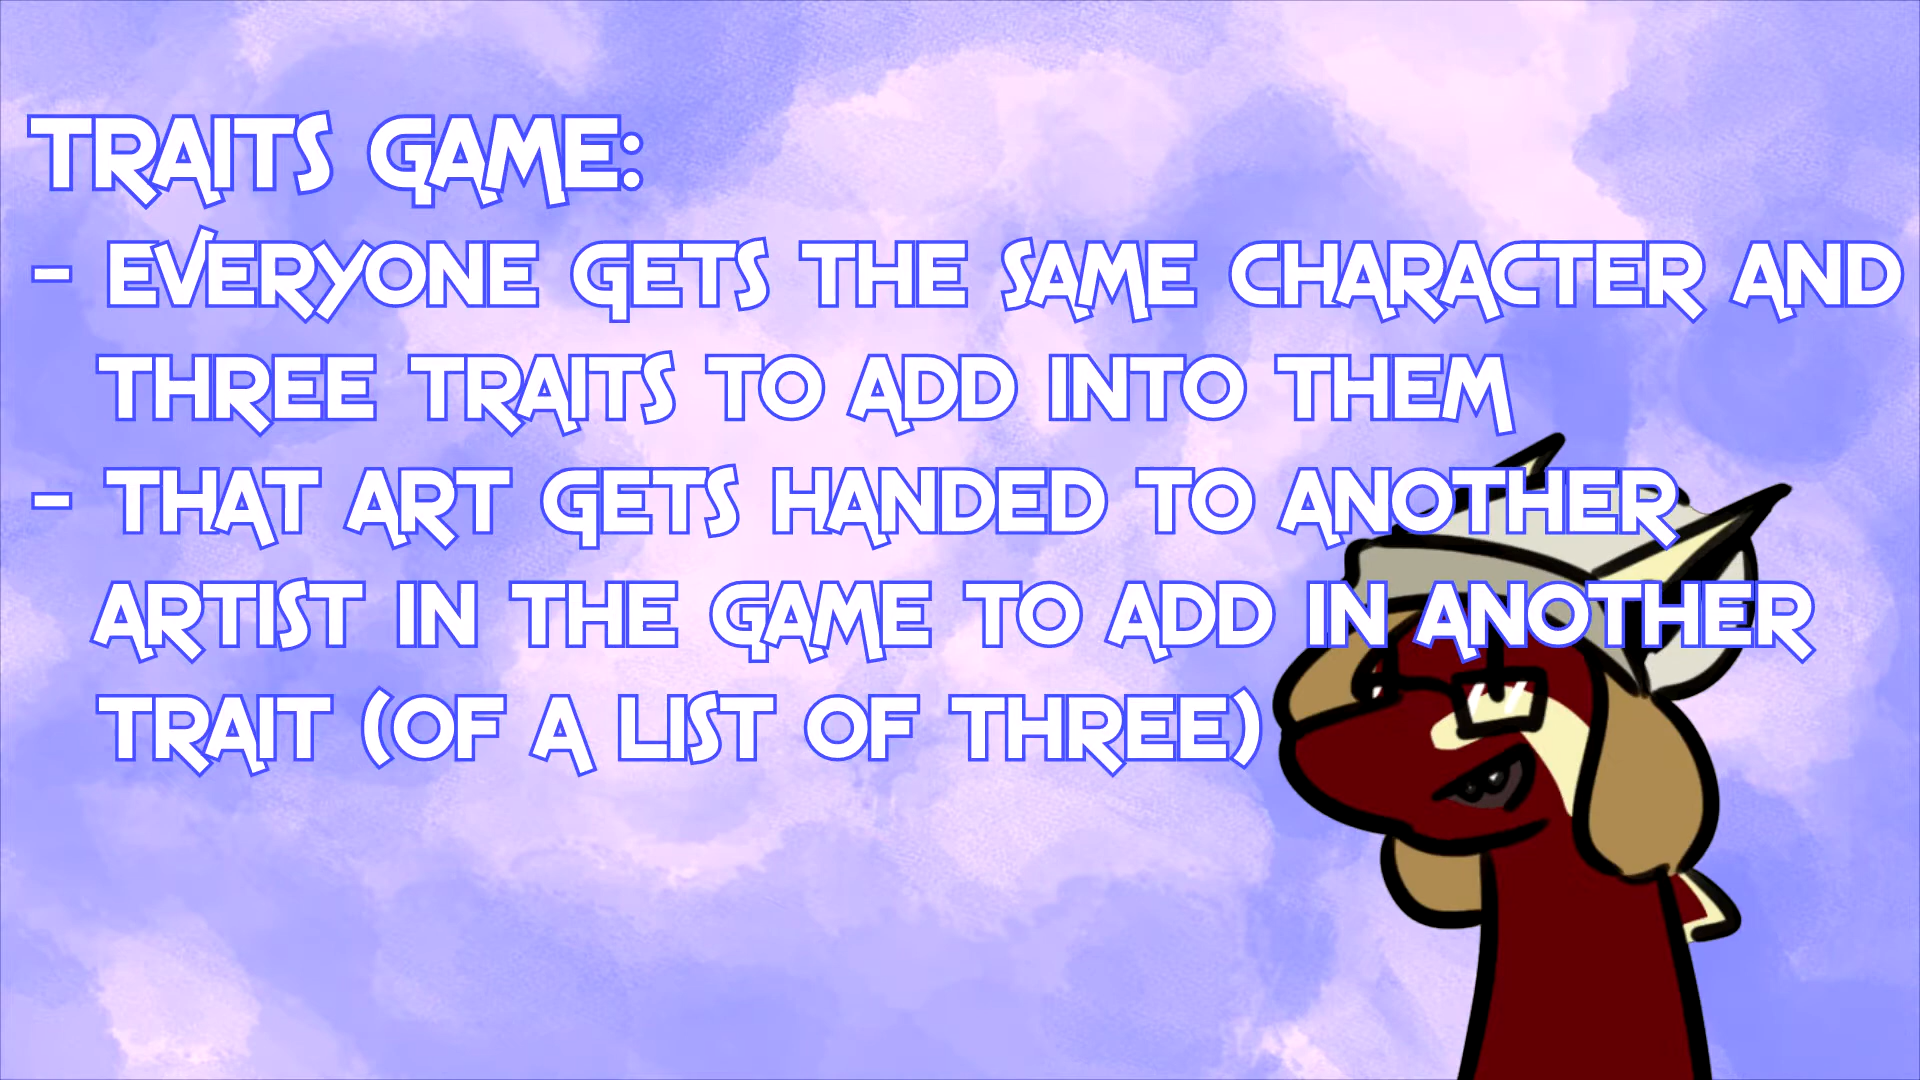 TRAITS GAME:
- EVERYONE GETS THE SAME CHARACTER AND
THREE TRAITS TO ADD INTO THEM
- THAT ART GETS HANDED TO ANOTHER
ARTIST IN THE GAME TO ADD IN ANOTHER
TRAIT (OF A LIST OF THREE)